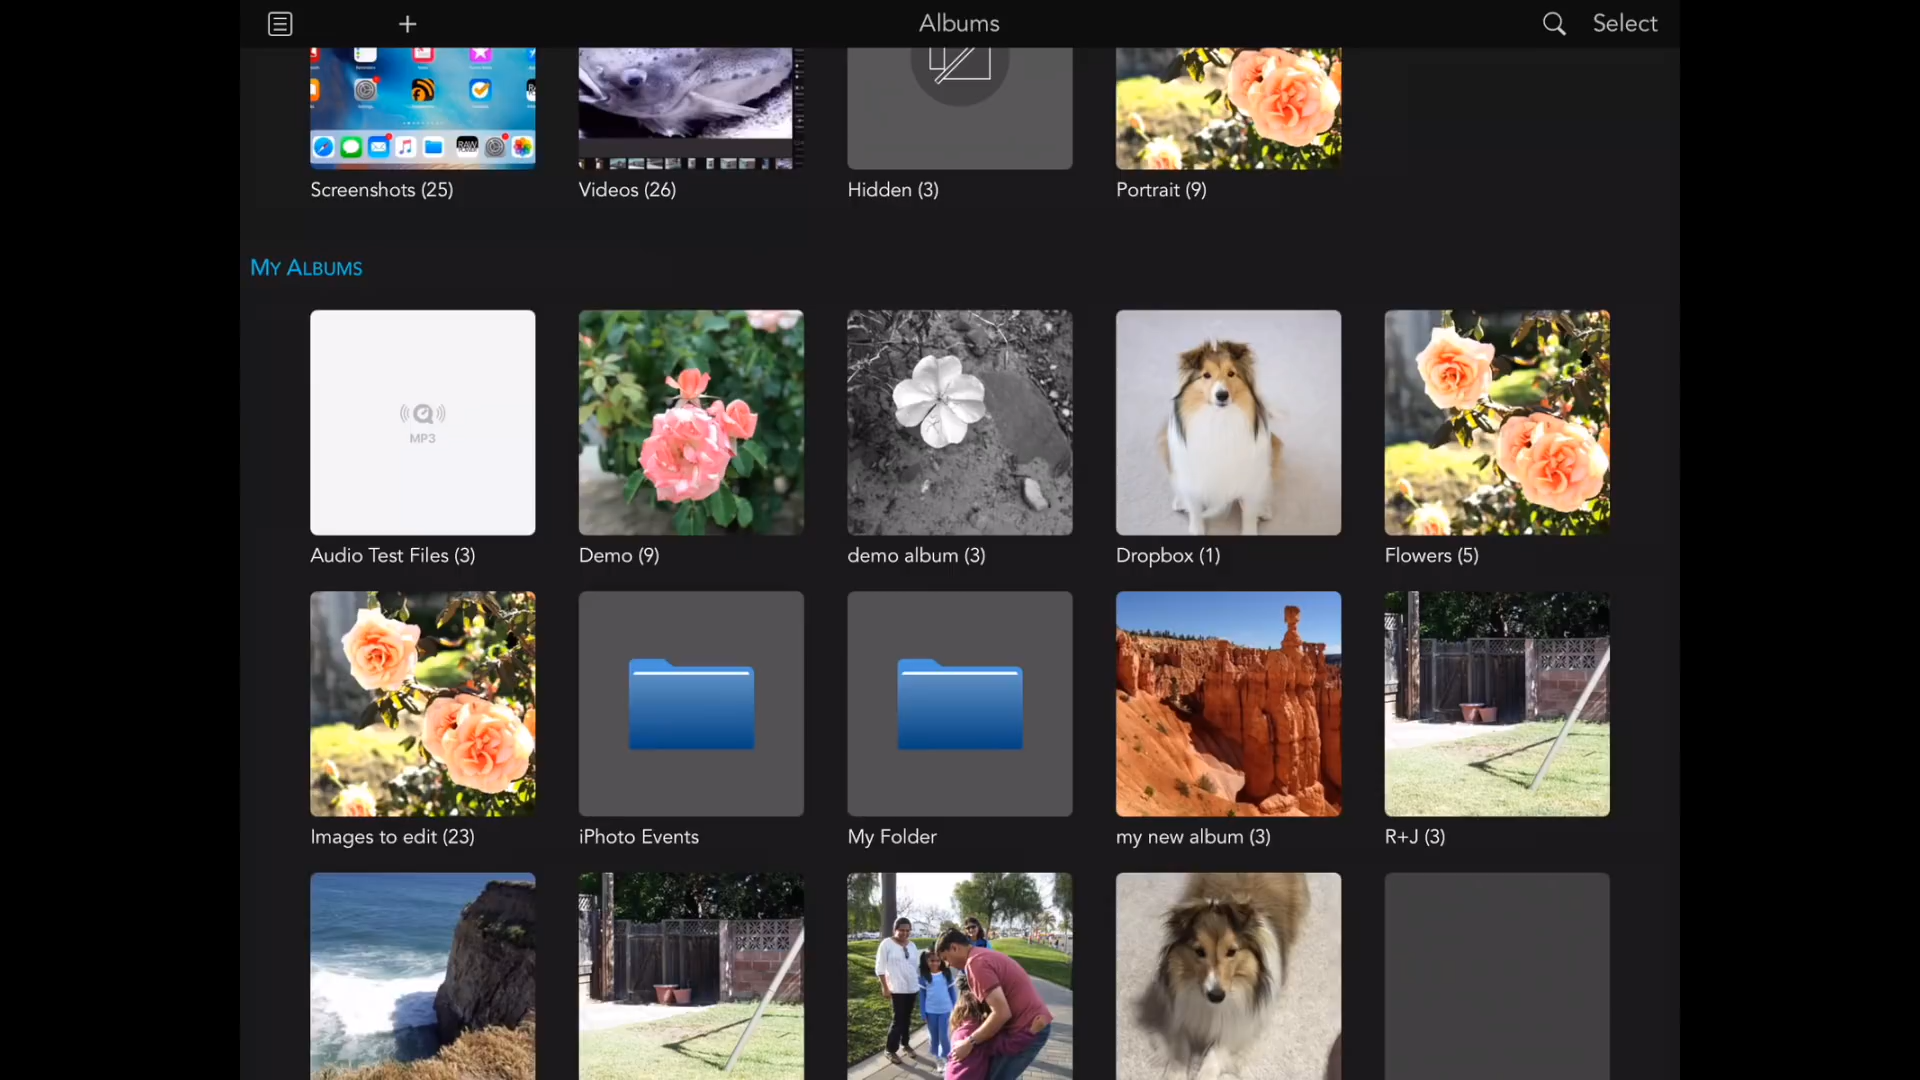 Albums
Select
Screenshots (25)
Videos (26)
Hidden (3)
Portrait (9)
My Albums
MP3
Audio Test Files (3)
Demo (9)
demo album (3)
Dropbox (1)
Flowers (5)
Images to edit (23)
iPhoto Events
My Folder
my new album (3)
R+J (3)